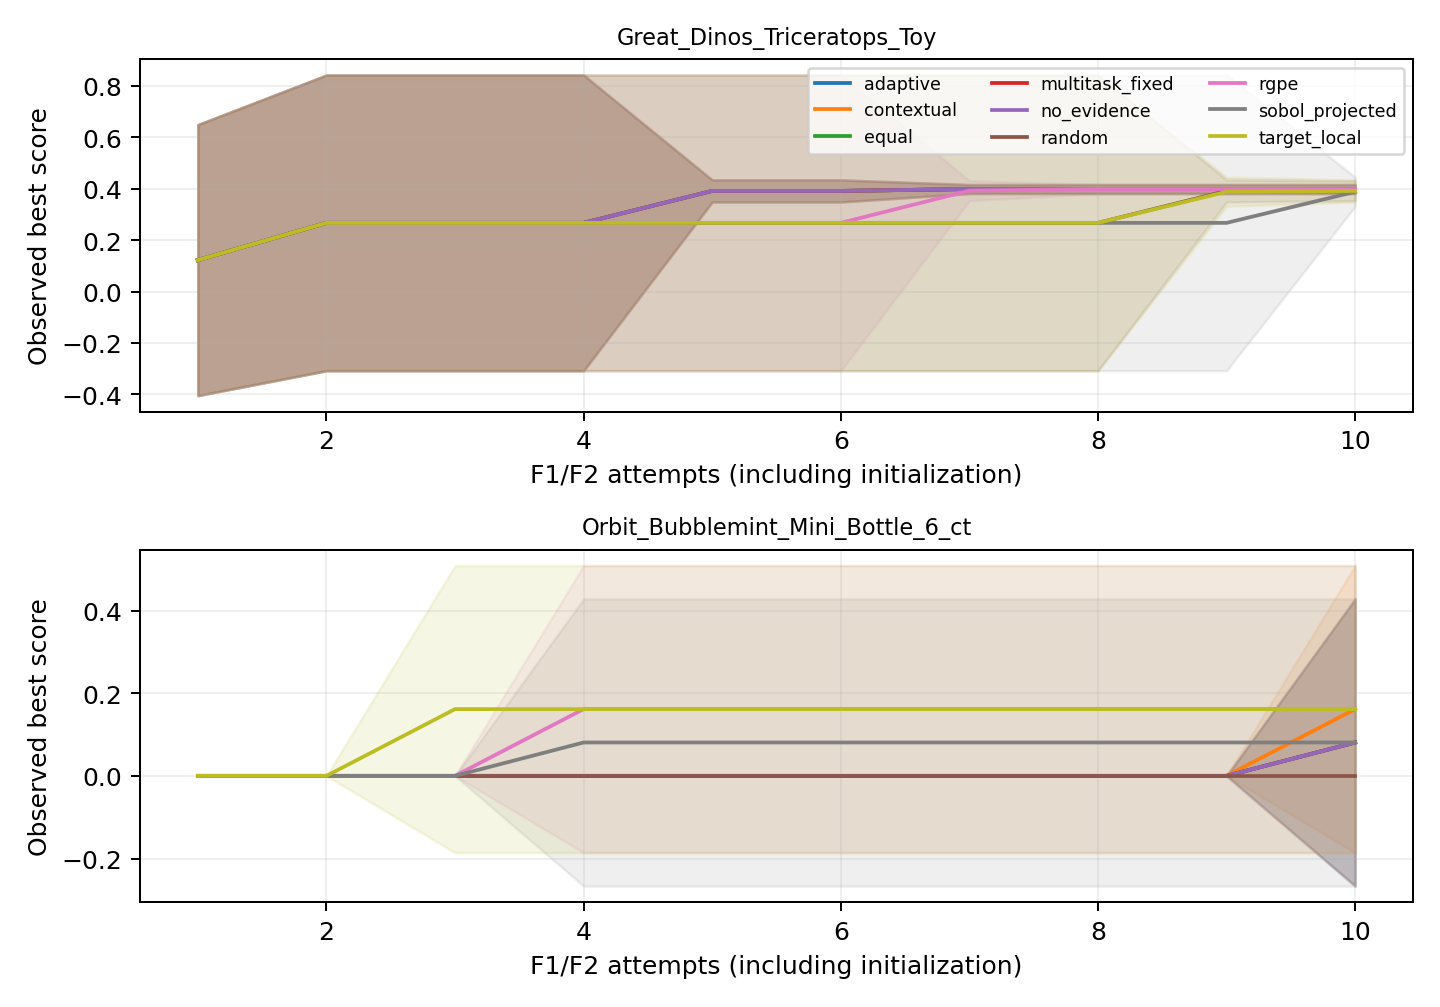 Great_Dinos_Triceratops_Toy
adaptive
contextual
equal
multitask_fixed
no_evidence
random
rgpe
sobol_projected
target_local
Observed best score
0.8
0.6
0.4
0.2
0.0
−0.2
−0.4
2 4 6 8 10
F1/F2 attempts (including initialization)
Orbit_Bubblemint_Mini_Bottle_6_ct
Observed best score
0.4
0.2
0.0
−0.2
2 4 6 8 10
F1/F2 attempts (including initialization)